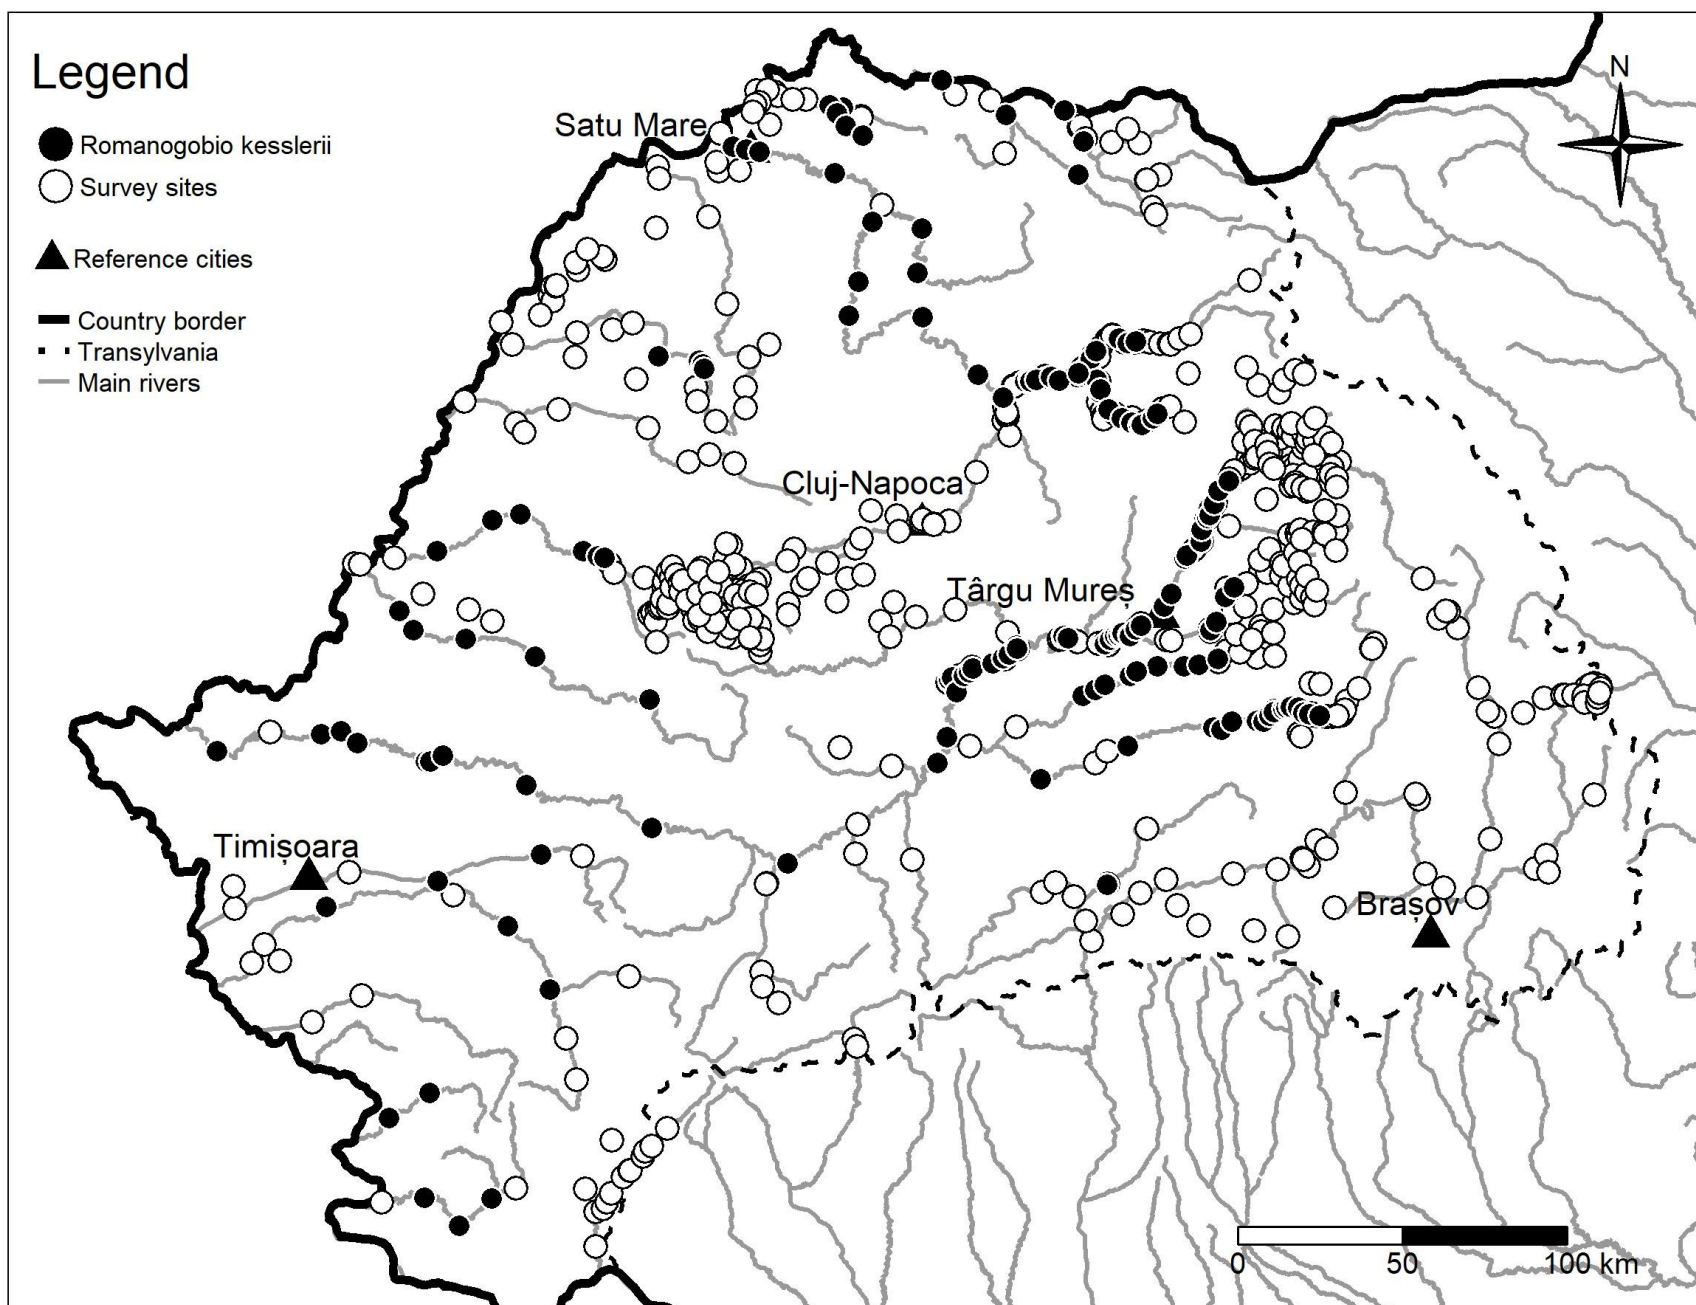 Legend
Romanogobio kesslerii
Survey sites
Reference cities
Country border
Transylvania
Main rivers
N
Satu Mare
Cluj-Napoca
Târgu Mureș
Timișoara
Brașov
0 50 100 km